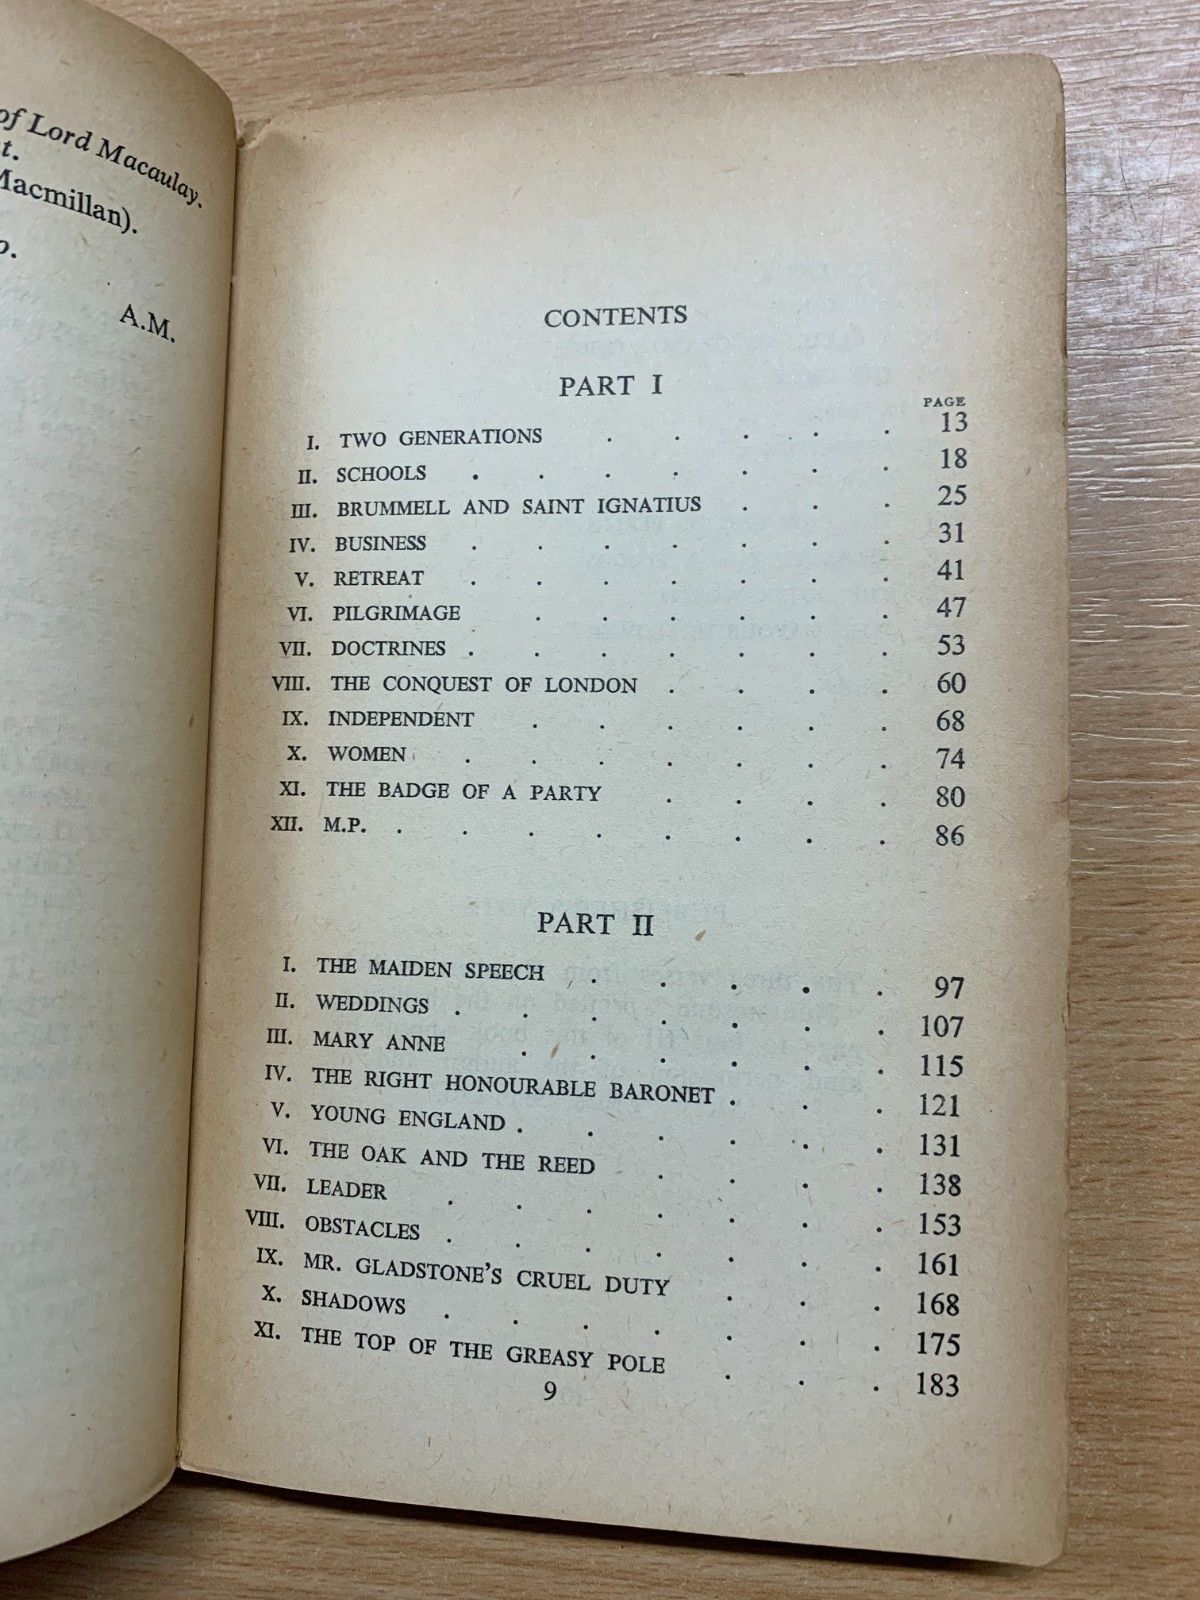 of Lord Macaulay.
t.
Macmillan).
o.
A.M.
CONTENTS
PART I
PAGE
I. TWO GENERATIONS . . . . . 13
II. SCHOOLS . . . . . . . 18
III. BRUMMELL AND SAINT IGNATIUS . . . 25
IV. BUSINESS . . . . . . . 31
V. RETREAT . . . . . . . 41
VI. PILGRIMAGE . . . . . . 47
VII. DOCTRINES . . . . . . . 53
VIII. THE CONQUEST OF LONDON . . . . 60
IX. INDEPENDENT . . . . . . 68
X. WOMEN . . . . . . . 74
XI. THE BADGE OF A PARTY . . . . 80
XII. M.P. . . . . . . . . 86
PART II
I. THE MAIDEN SPEECH . . . . . 97
II. WEDDINGS . . . . . . . 107
III. MARY ANNE . . . . . . 115
IV. THE RIGHT HONOURABLE BARONET . . . 121
V. YOUNG ENGLAND . . . . . . 131
VI. THE OAK AND THE REED . . . . 138
VII. LEADER . . . . . . . 153
VIII. OBSTACLES . . . . . . . 161
IX. MR. GLADSTONE'S CRUEL DUTY . . . 168
X. SHADOWS . . . . . . . 175
XI. THE TOP OF THE GREASY POLE . . . 183
9